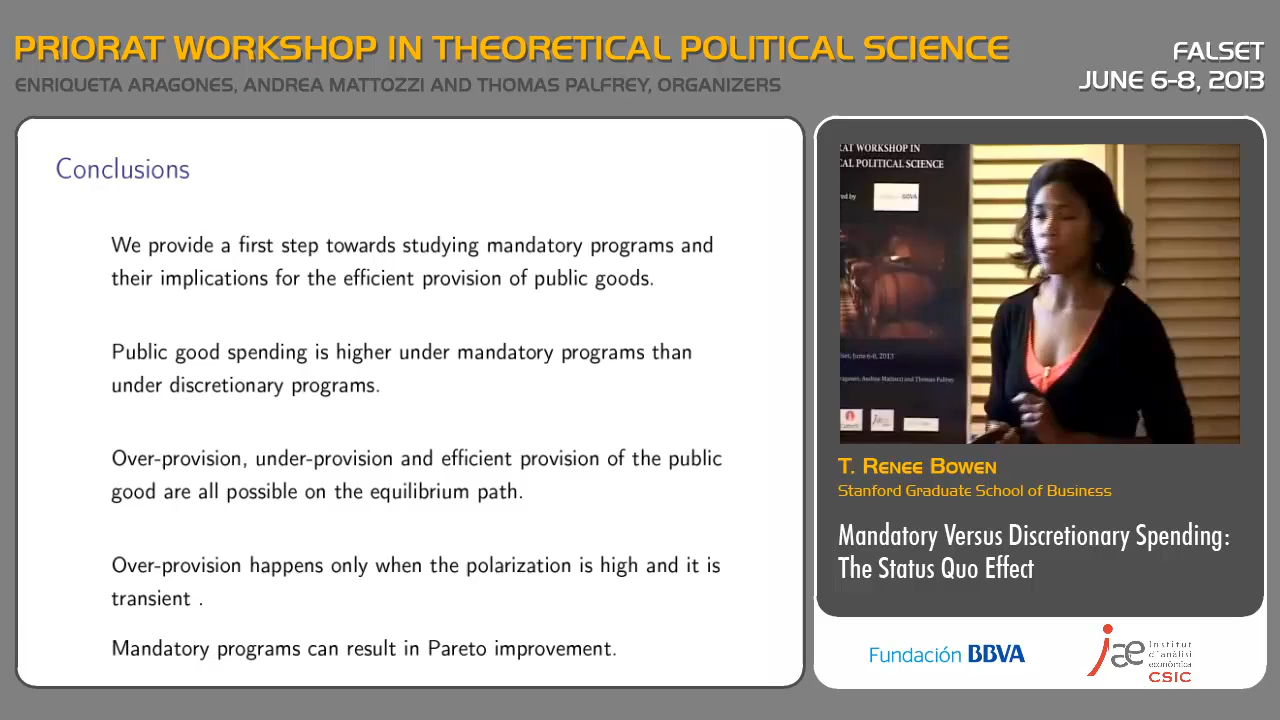 PRIORAT WORKSHOP IN THEORETICAL POLITICAL SCIENCE
ENRIQUETA ARAGONES, ANDREA MATTOZZI AND THOMAS PALFREY, ORGANIZERS
FALSET
JUNE 6-8, 2013
Conclusions
We provide a first step towards studying mandatory programs and
their implications for the efficient provision of public goods.
Public good spending is higher under mandatory programs than
under discretionary programs.
Over-provision, under-provision and efficient provision of the public
good are all possible on the equilibrium path.
Over-provision happens only when the polarization is high and it is
transient .
Mandatory programs can result in Pareto improvement.
RAT WORKSHOP IN
CAL POLITICAL SCIENCE
BBVA
June 6-8, 2013
T. RENEE BOWEN
Stanford Graduate School of Business
Mandatory Versus Discretionary Spending:
The Status Quo Effect
Fundación BBVA
jae
Institut
d'anàlisi
econòmica
CSIC